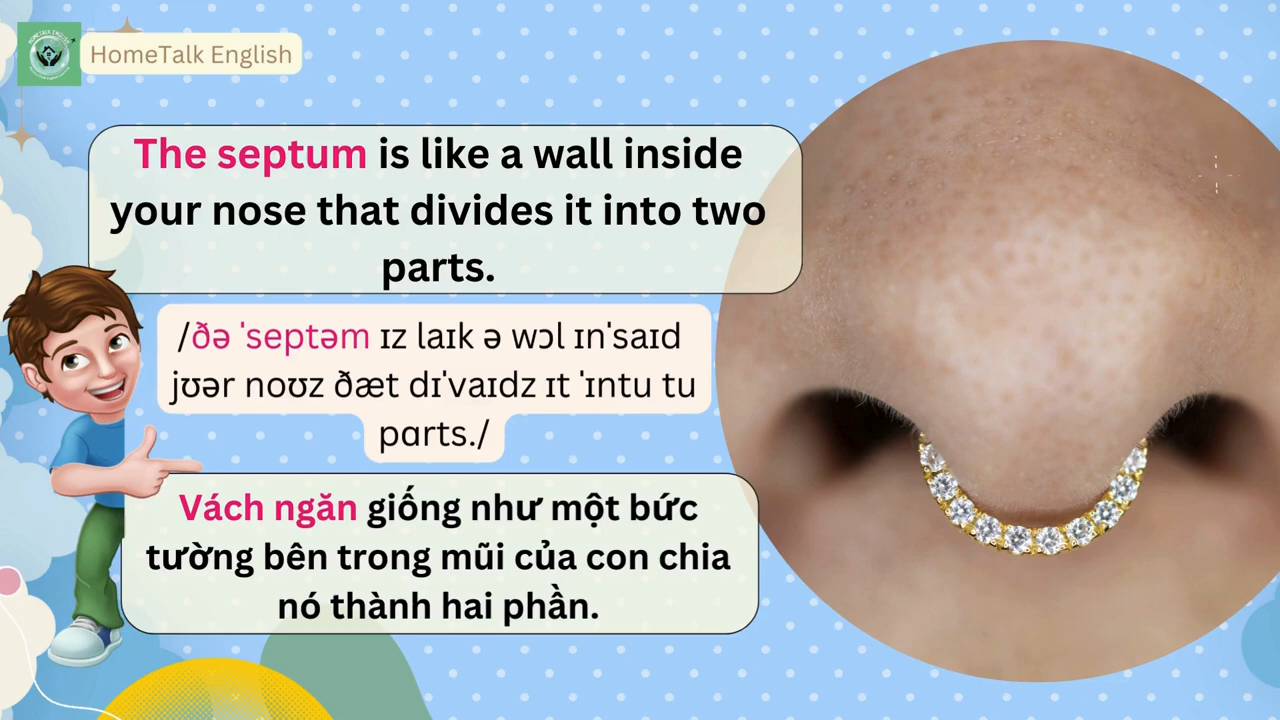 HomeTalk English
The septum is like a wall inside
your nose that divides it into two
parts.
/ðə ˈseptəm ɪz laɪk ə wɔl ɪnˈsaɪd
jʊər noʊz ðæt dɪˈvaɪdz ɪt ˈɪntu tu
pɑrts./
Vách ngăn giống như một bức
tường bên trong mũi của con chia
nó thành hai phần.